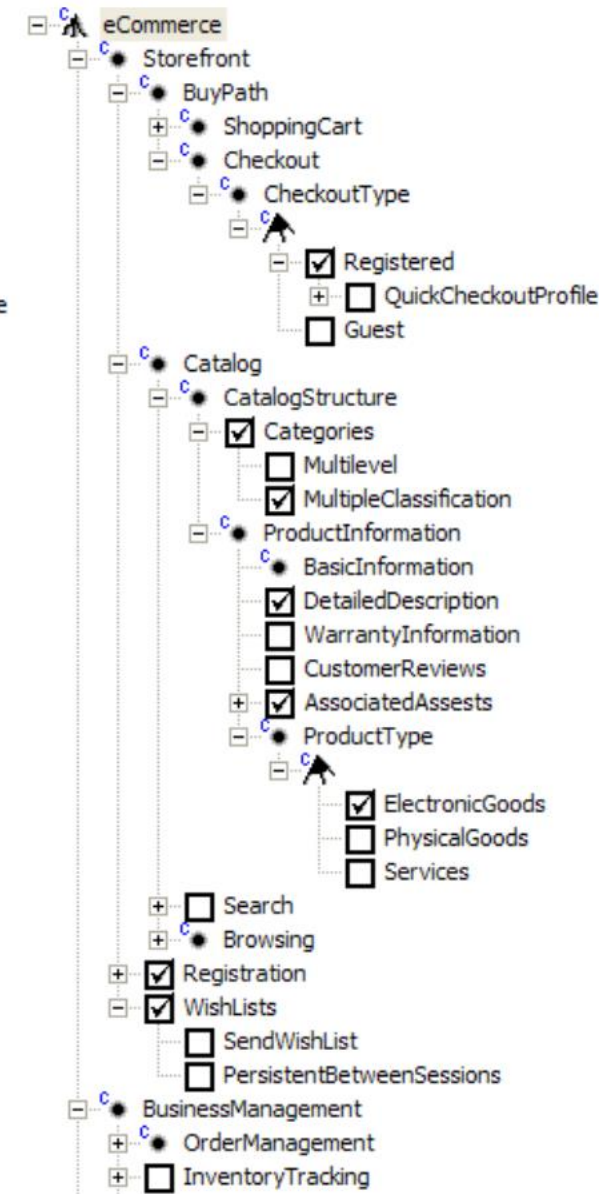 eCommerce
c Storefront
c BuyPath
c ShoppingCart
c Checkout
c CheckoutType
c
Registered
QuickCheckoutProfile
e
Guest
c Catalog
c CatalogStructure
Categories
Multilevel
MultipleClassification
c ProductInformation
c BasicInformation
DetailedDescription
WarrantyInformation
CustomerReviews
AssociatedAssests
c ProductType
c
ElectronicGoods
PhysicalGoods
Services
Search
c Browsing
Registration
WishLists
SendWishList
PersistentBetweenSessions
c BusinessManagement
c OrderManagement
InventoryTracking